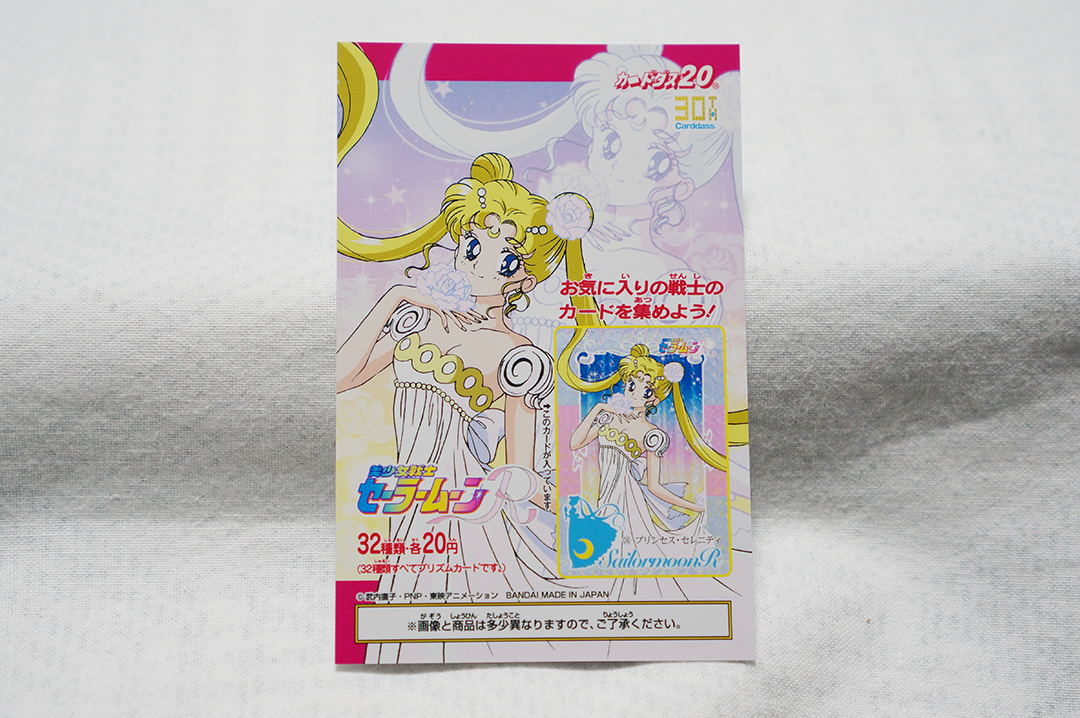 カードダス20®
30TH
Carddass.
お気に入りの戦士の
カードを集めよう!
➡このカードが入っています
美少女戦士
セーラームーン
R
セーラームーン
26 プリンセス・セレニティ
SailormoonR
32種類・各20円
(32種類すべてプリズムカードです。)
©武内直子・PNP・東映アニメーション BANDAI MADE IN JAPAN
※画像と商品は多少異なりますので、ご了承ください。